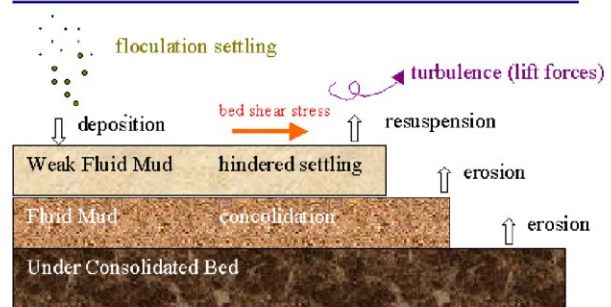 floculation settling
turbulence (lift forces)
bed shear stress
deposition
resuspension
Weak Fluid Mud hindered settling
erosion
Fluid Mud concolidation
erosion
Under Consolidated Bed